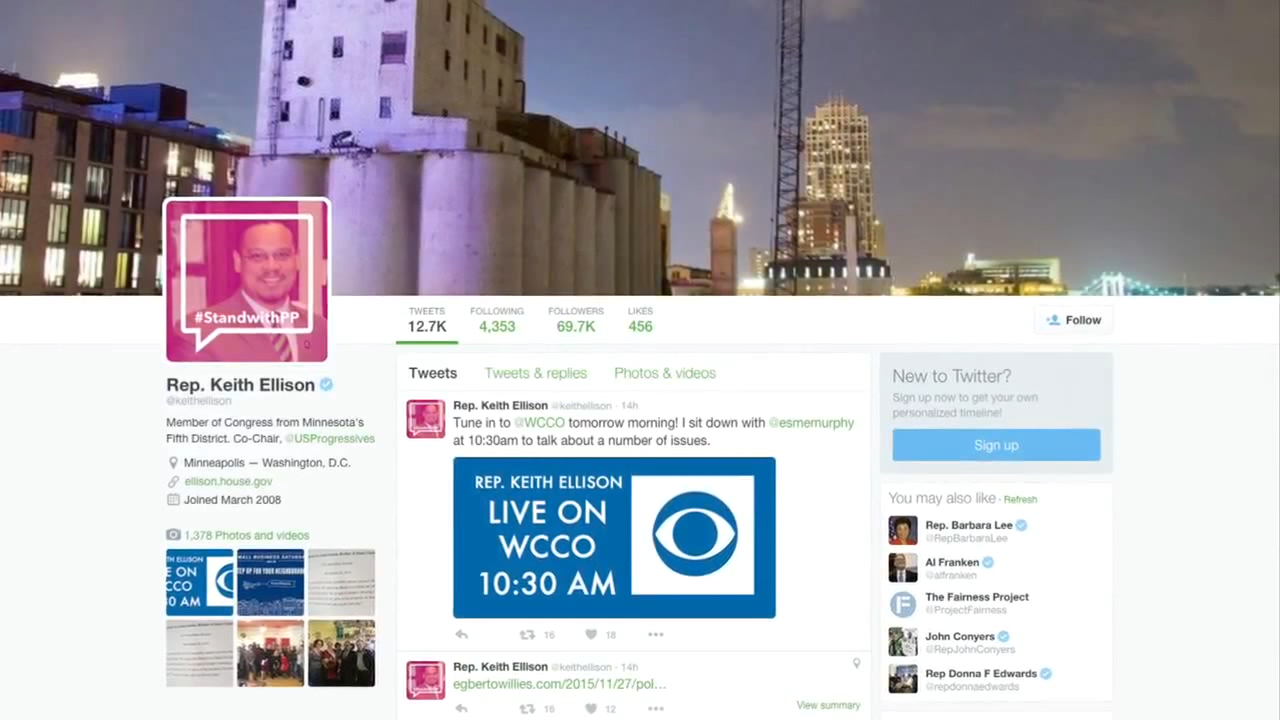 #StandwithPP
TWEETS
12.7K
FOLLOWING
4,353
FOLLOWERS
69.7K
LIKES
456
Follow
Rep. Keith Ellison
@keithellison
Member of Congress from Minnesota's
Fifth District. Co-Chair, @USProgressives
Minneapolis — Washington, D.C.
ellison.house.gov
Joined March 2008
1,378 Photos and videos
Tweets
Tweets & replies
Photos & videos
Rep. Keith Ellison @keithellison · 14h
Tune in to @WCCO tomorrow morning! I sit down with @esmemurphy
at 10:30am to talk about a number of issues.
REP. KEITH ELLISON
LIVE ON
WCCO
10:30 AM
16
18
Rep. Keith Ellison @keithellison · 14h
egbertowillies.com/2015/11/27/pol…
16
12
View summary
New to Twitter?
Sign up now to get your own
personalized timeline!
Sign up
You may also like · Refresh
Rep. Barbara Lee
@RepBarbaraLee
Al Franken
@alfranken
The Fairness Project
@ProjectFairness
John Conyers
@RepJohnConyers
Rep Donna F Edwards
@repdonnaedwards